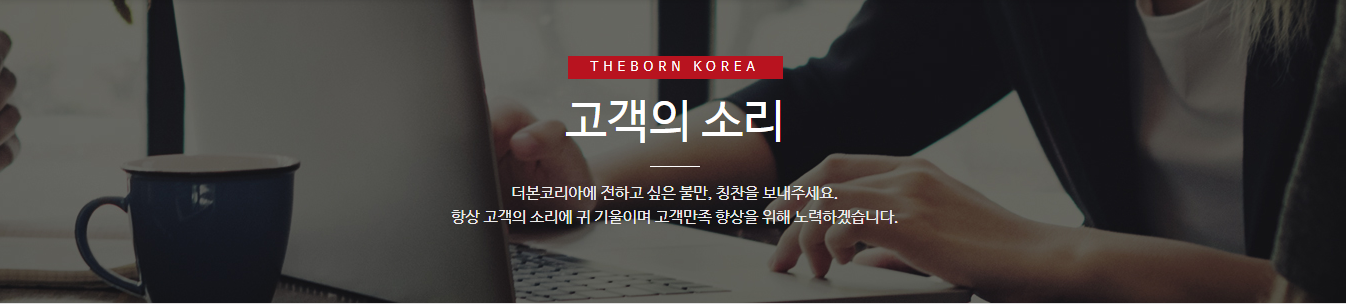 THEBORN KOREA
고객의 소리
더본코리아에 전하고 싶은 불만, 칭찬을 보내주세요.
항상 고객의 소리에 귀 기울이며 고객만족 향상을 위해 노력하겠습니다.